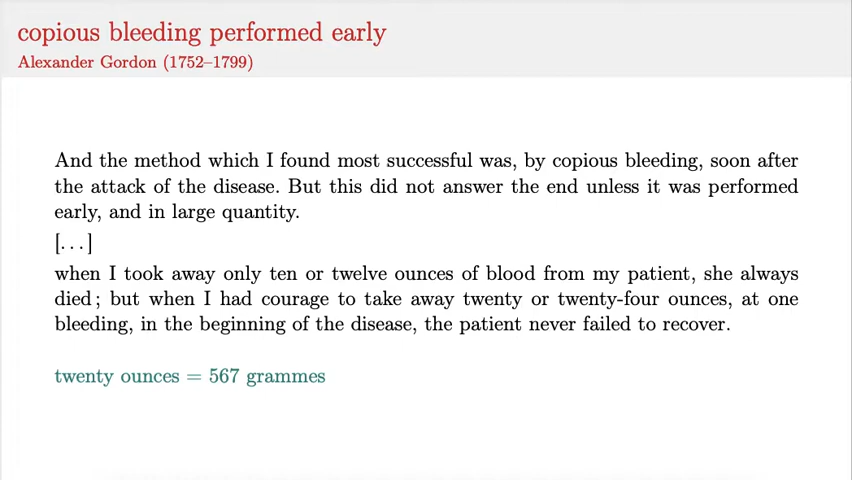 copious bleeding performed early
Alexander Gordon (1752–1799)
And the method which I found most successful was, by copious bleeding, soon after
the attack of the disease. But this did not answer the end unless it was performed
early, and in large quantity.
[...]
when I took away only ten or twelve ounces of blood from my patient, she always
died; but when I had courage to take away twenty or twenty-four ounces, at one
bleeding, in the beginning of the disease, the patient never failed to recover.
twenty ounces = 567 grammes